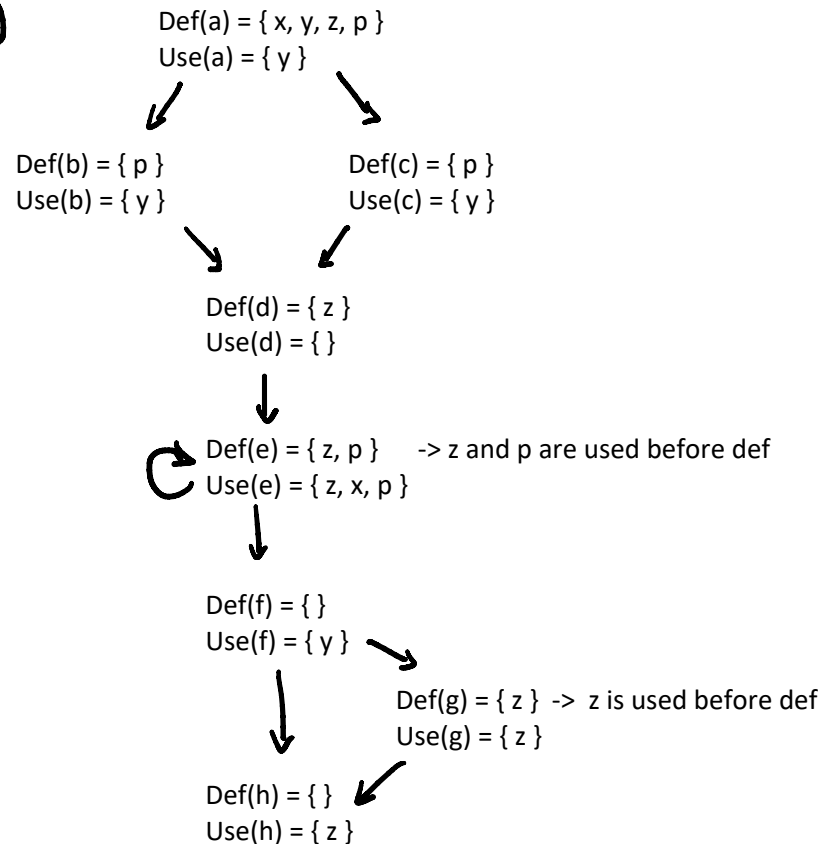 Def(a) = { x, y, z, p }
Use(a) = { y }
Def(b) = { p }
Use(b) = { y }
Def(c) = { p }
Use(c) = { y }
Def(d) = { z }
Use(d) = { }
Def(e) = { z, p } -> z and p are used before def
Use(e) = { z, x, p }
Def(f) = { }
Use(f) = { y }
Def(g) = { z } -> z is used before def
Use(g) = { z }
Def(h) = { }
Use(h) = { z }